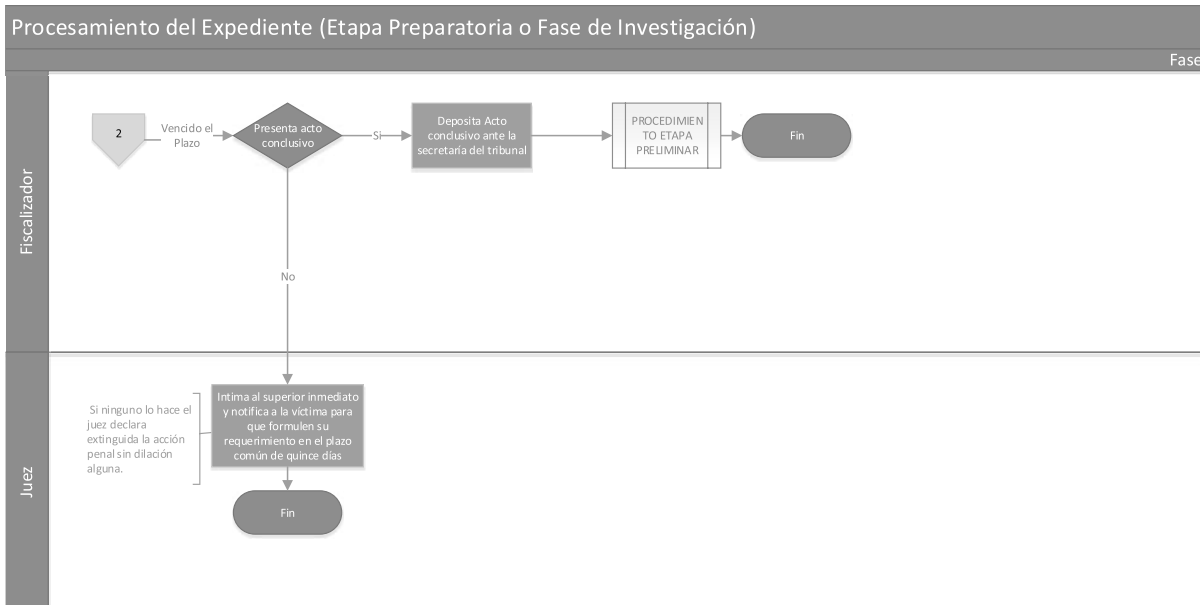 Procesamiento del Expediente (Etapa Preparatoria o Fase de Investigación)
Fase
Fiscalizador
2
Vencido el
Plazo
Presenta acto
conclusivo
Si
Deposita Acto
conclusivo ante la
secretaría del tribunal
PROCEDIMIEN
TO ETAPA
PRELIMINAR
Fin
No
Juez
Si ninguno lo hace el
juez declara
extinguida la acción
penal sin dilación
alguna.
Intima al superior inmediato
y notifica a la víctima para
que formulen su
requerimiento en el plazo
común de quince días
Fin